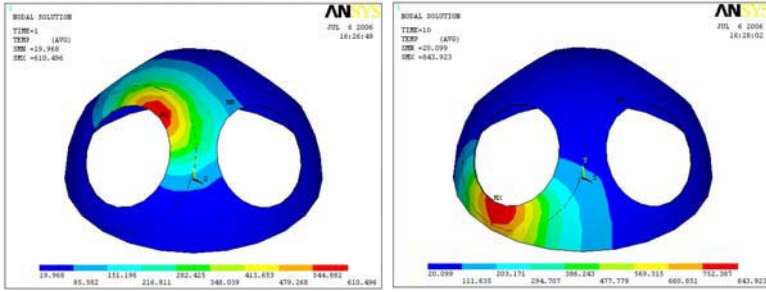 1
NODAL SOLUTION
TIME=1
TEMP (AVG)
SMN =19.968
SMX =610.496
ANSYS
JUL 6 2006
16:26:49
MX
MN
Z
19.968 151.196 282.425 413.653 544.882
85.582 216.811 348.039 479.268 610.496
1
NODAL SOLUTION
TIME=10
TEMP (AVG)
SMN =20.099
SMX =843.923
ANSYS
JUL 6 2006
16:28:02
Y
Z
MX
20.099 203.171 386.243 569.315 752.387
111.635 294.707 477.779 660.851 843.923